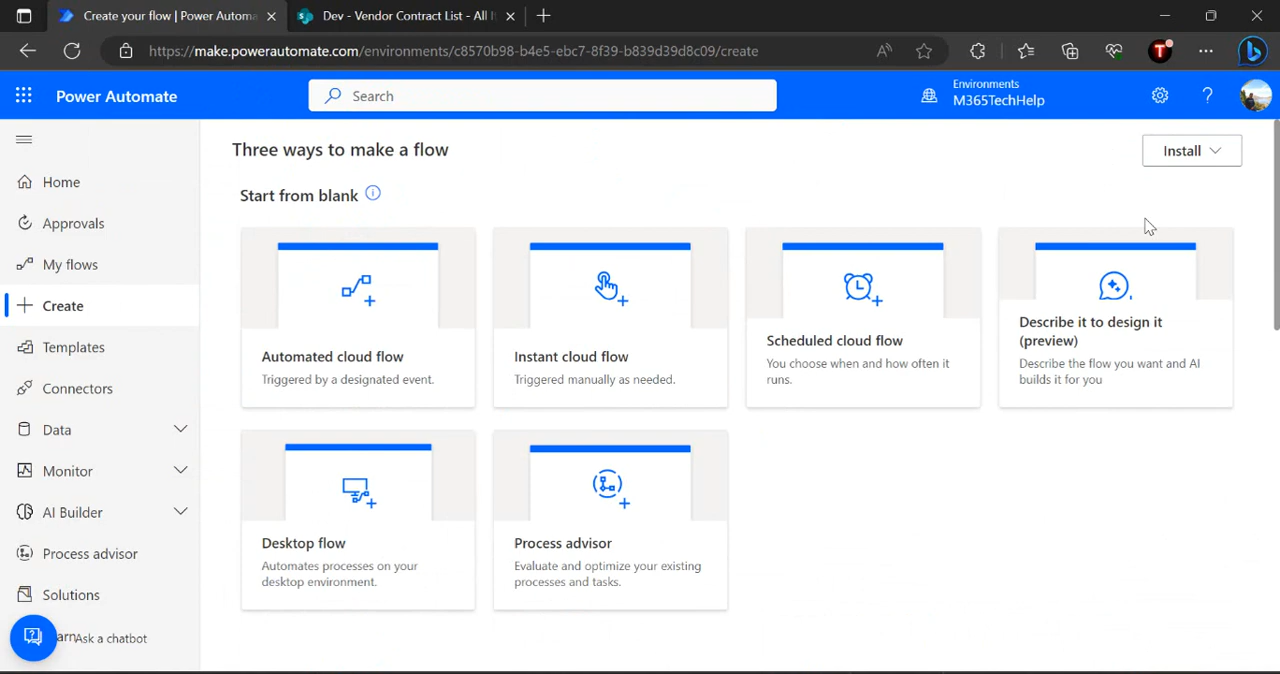 Create your flow | Power Automa
Dev - Vendor Contract List - All I
https://make.powerautomate.com/environments/c8570b98-b4e5-ebc7-8f39-b839d39d8c09/create
Power Automate
Search
Environments
M365TechHelp
Home
Approvals
My flows
Create
Templates
Connectors
Data
Monitor
AI Builder
Process advisor
Solutions
arn
Ask a chatbot
Three ways to make a flow
Install
Start from blank
Automated cloud flow
Triggered by a designated event.
Instant cloud flow
Triggered manually as needed.
Scheduled cloud flow
You choose when and how often it
runs.
Describe it to design it
(preview)
Describe the flow you want and AI
builds it for you
Desktop flow
Automates processes on your
desktop environment.
Process advisor
Evaluate and optimize your existing
processes and tasks.